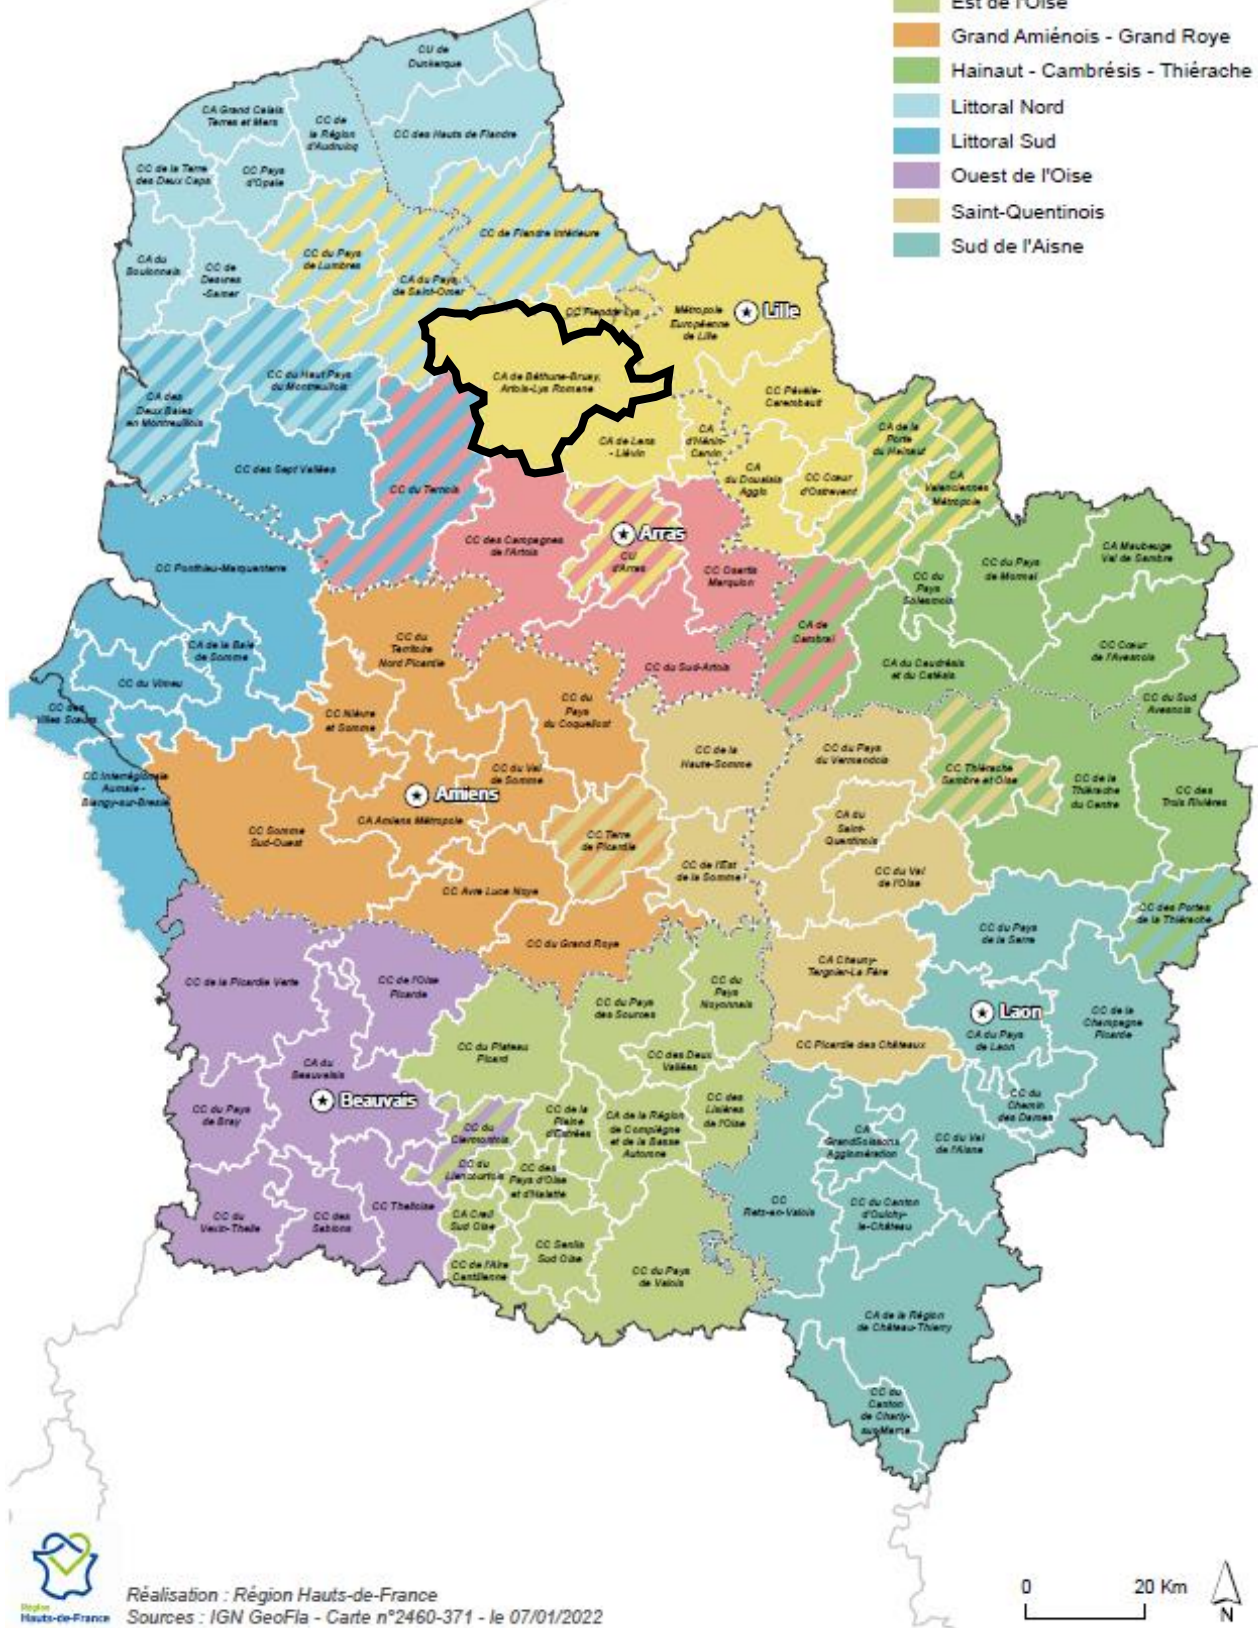 Est de l'Oise
Grand Amiénois - Grand Roye
Hainaut - Cambrésis - Thiérache
Littoral Nord
Littoral Sud
Ouest de l'Oise
Saint-Quentinois
Sud de l'Aisne
CU de
Dunkerque
CA Grand Calais
Terres et Mers
CC de
la Région
d'Audruicq
CC des Hauts de Flandre
CC de la Terre
des Deux Caps
CC Pays
d'Opale
CC de Flandre Intérieure
CC du Pays
de Lumbres
CA du
Boulonnais
CC de
Desvres
-Samer
CA du Pays
de Saint-Omer
CC Flandre Lys
Métropole
Européenne
de Lille
Lille
CC du Haut Pays
du Montreuillois
CA de Béthune-Bruay,
Artois-Lys Romane
CA des
Deux Baies
en Montreuillois
CC Pévèle-
Carembault
CA de Lens
- Liévin
CA
d'Hénin-
Carvin
CA de la
Porte
du Hainaut
CC des Sept Vallées
CC du Ternois
CA
du Douaisis
Agglo
CC Cœur
d'Ostrevent
CA
Valenciennes
Métropole
Arras
CU
d'Arras
CC des Campagnes
de l'Artois
CC Osartis
Marquion
CC Ponthieu-Marquenterre
CC du
Pays
Solesmois
CC du Pays
de Mormal
CA Maubeuge
Val de Sambre
CA de
Cambrai
CC du
Territoire
Nord Picardie
CA de la Baie
de Somme
CC du Vimeu
CC du Sud-Artois
CA du Caudrésis
et du Catésis
CC Cœur
de l'Avesnois
CC des
Villes Sœurs
CC Nièvre
et Somme
CC du
Pays
du Coquelicot
CC du Sud
Avesnois
CC Interrégionale
Aumale -
Blangy-sur-Bresle
CC du Val
de Somme
CC de la
Haute-Somme
CC du Pays
du Vermandois
CC Thiérache
Sambre et Oise
CC de la
Thiérache
du Centre
CC des
Trois Rivières
Amiens
CA Amiens Métropole
CC Somme
Sud-Ouest
CC Terre
de Picardie
CA du
Saint-
Quentinois
CC de l'Est
de la Somme
CC du Val
de l'Oise
CC Avre Luce Noye
CC des Portes
de la Thiérache
CC du Grand Roye
CC du Pays
de la Serre
CC de la Picardie Verte
CC de l'Oise
Picarde
CA Chauny-
Tergnier-La Fère
CC du Pays
des Sources
CC du
Pays
Noyonnais
Laon
CA du Pays
de Laon
CC de la
Champagne
Picarde
CC du Plateau
Picard
CC des Deux
Vallées
CC Picardie des Châteaux
CA du
Beauvaisis
Beauvais
CC du Pays
de Bray
CC du
Clermontois
CC de la
Plaine
d'Estrées
CA de la Région
de Compiègne
et de la Basse
Automne
CC des
Lisières
de l'Oise
CC du
Chemin
des Dames
CA
GrandSoissons
Agglomération
CC du Val
de l'Aisne
CC du
Liancourtois
CC des
Pays d'Oise
et d'Halatte
CC
Retz-en-Valois
CC du Canton
d'Oulchy-
le-Château
CC du
Vexin-Thelle
CC des
Sablons
CC Thelloise
CA Creil
Sud Oise
CC Senlis
Sud Oise
CC de l'Aire
Cantilienne
CC du Pays
de Valois
CA de la Région
de Château-Thierry
CC du
Canton
de Charly-
sur-Marne
Région
Hauts-de-France
Réalisation : Région Hauts-de-France
Sources : IGN GeoFla - Carte n°2460-371 - le 07/01/2022
0 20 Km
N